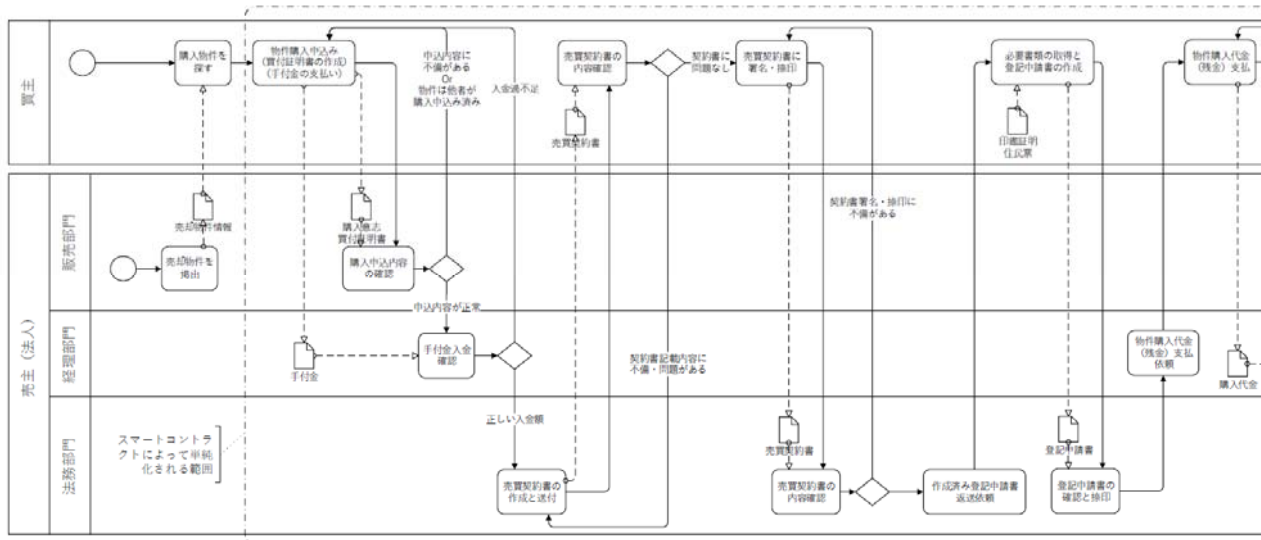 買主
購入物件を
探す
物件購入申込み
（買付証明書の作成）
（手付金の支払い）
申込内容に
不備がある
Or
物件は他者が
購入申込み済み
入金過不足
売買契約書の
内容確認
売買契約書
契約書に
問題なし
売買契約書に
署名・捺印
必要書類の取得と
登記申請書の作成
印鑑証明
住民票
物件購入代金
（残金）支払
売主（法人）
販売部門
売却物件情報
売却物件を
掲出
購入意志
買付証明書
購入申込内容
の確認
申込内容が正常
契約書署名・捺印に
不備がある
経理部門
手付金
手付金入金
確認
契約書記載内容に
不備・問題がある
物件購入代金
（残金）支払
依頼
購入代金
法務部門
スマートコントラ
クトによって単純
化される範囲
正しい入金額
売買契約書の
作成と送付
売買契約書
売買契約書の
内容確認
作成済み登記申請書
返送依頼
登記申請書
登記申請書の
確認と捺印